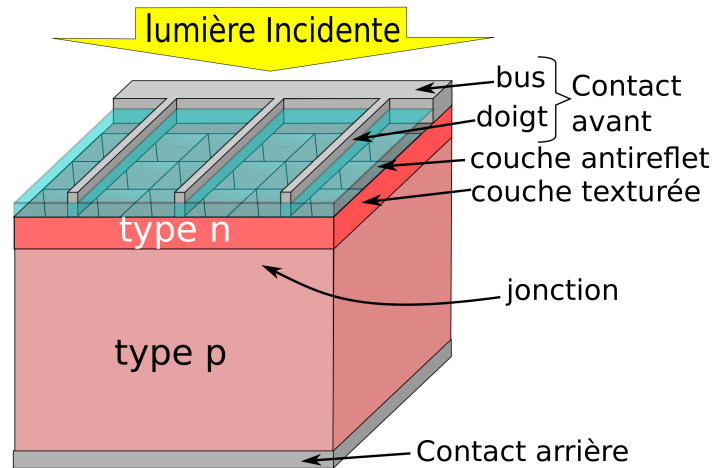 lumière Incidente
bus
doigt
Contact
avant
couche antireflet
couche texturée
type n
jonction
type p
Contact arrière